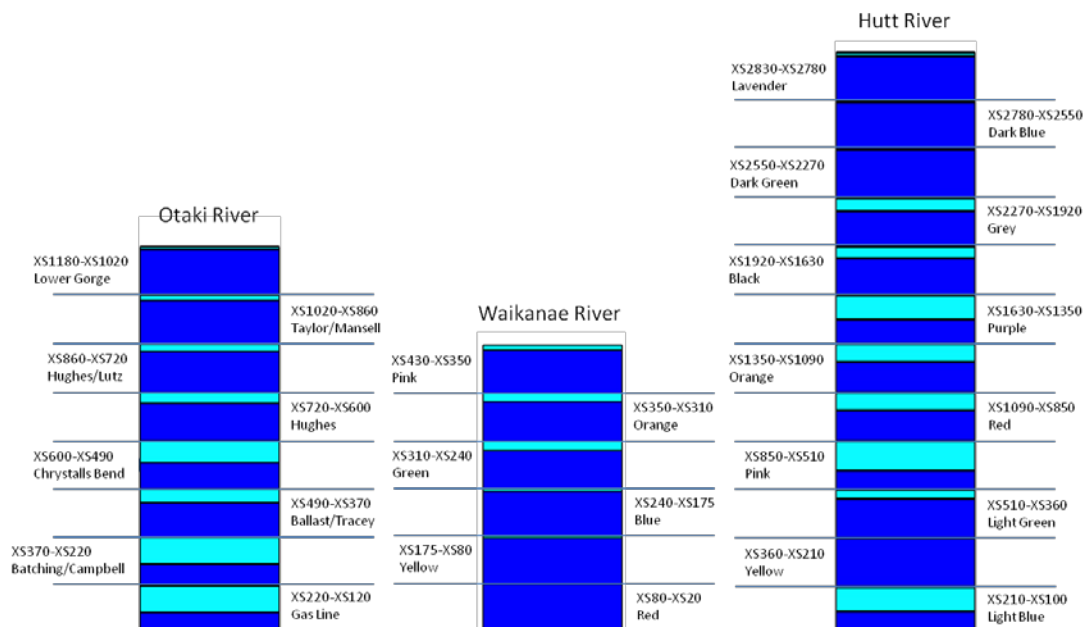 Hutt River
XS2830-XS2780
Lavender
XS2780-XS2550
Dark Blue
XS2550-XS2270
Dark Green
XS2270-XS1920
Grey
XS1920-XS1630
Black
XS1630-XS1350
Purple
XS1350-XS1090
Orange
XS1090-XS850
Red
XS850-XS510
Pink
XS510-XS360
Light Green
XS360-XS210
Yellow
XS210-XS100
Light Blue
Otaki River
XS1180-XS1020
Lower Gorge
XS1020-XS860
Taylor/Mansell
XS860-XS720
Hughes/Lutz
XS720-XS600
Hughes
XS600-XS490
Chrystalls Bend
XS490-XS370
Ballast/Tracey
XS370-XS220
Batching/Campbell
XS220-XS120
Gas Line
Waikanae River
XS430-XS350
Pink
XS350-XS310
Orange
XS310-XS240
Green
XS240-XS175
Blue
XS175-XS80
Yellow
XS80-XS20
Red